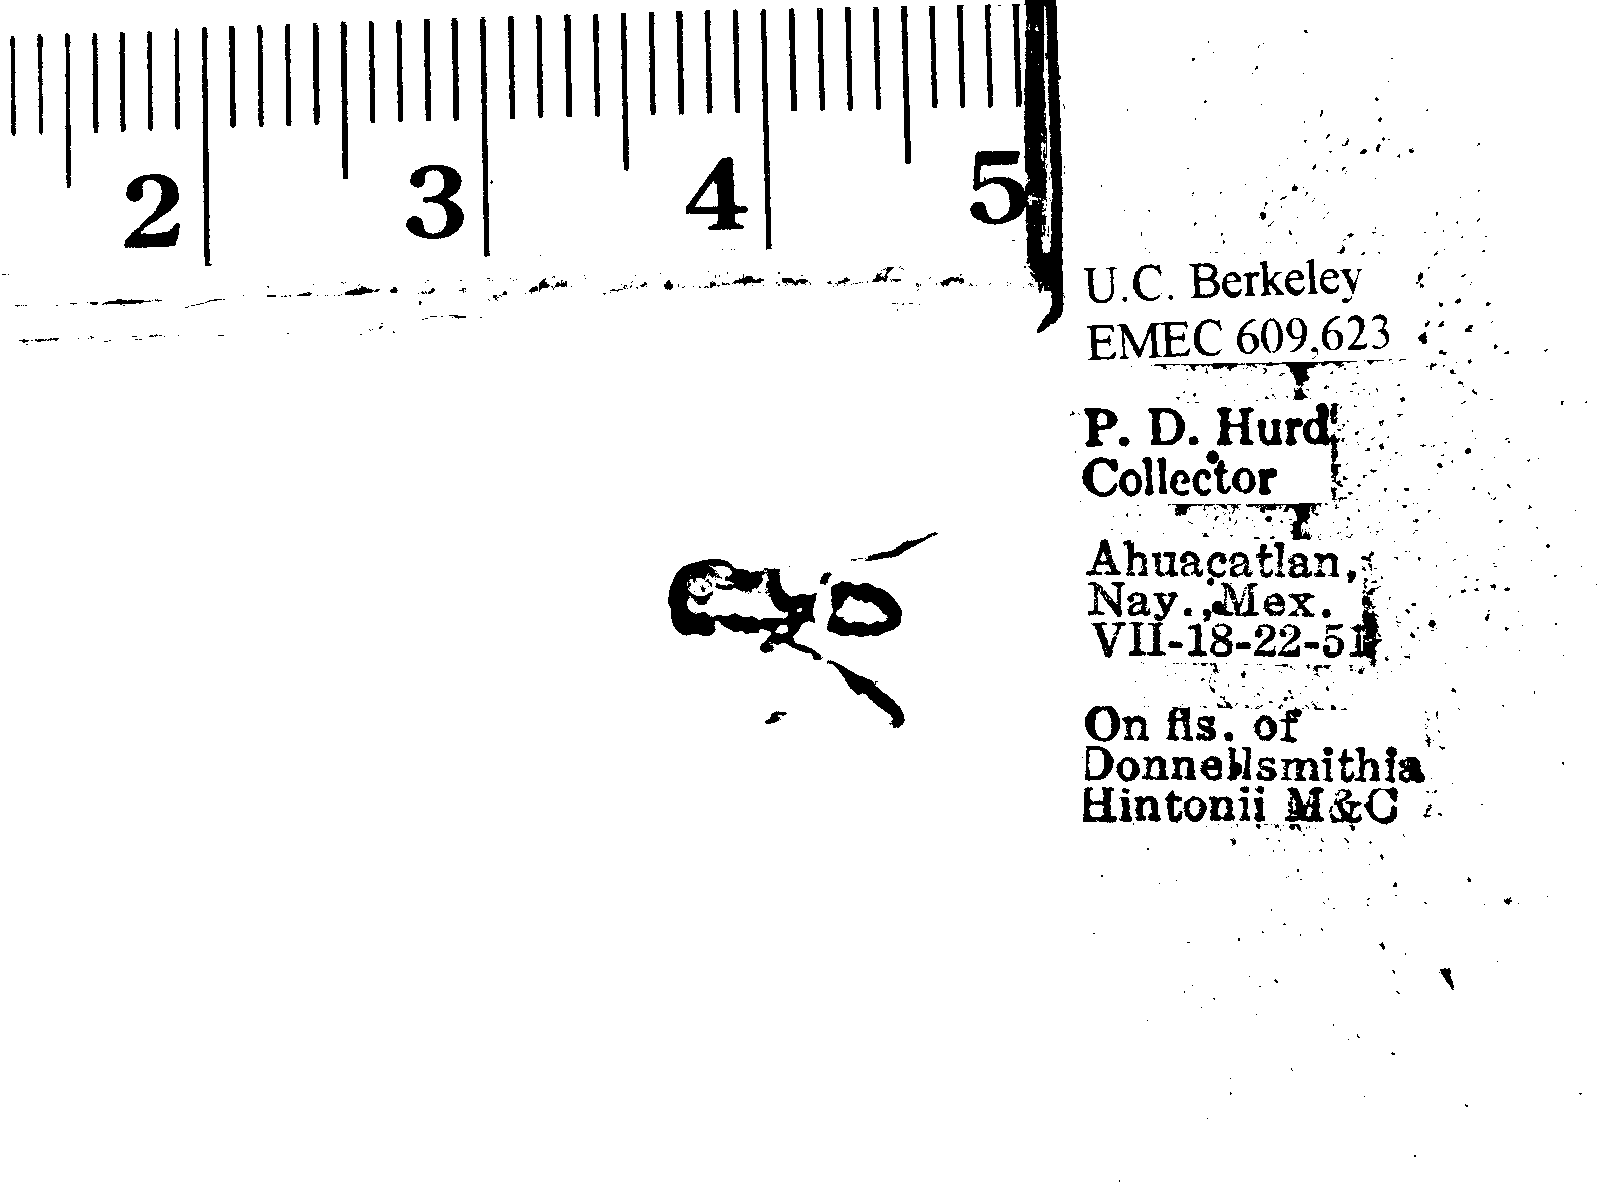 2 3 4 5
U.C. Berkeley
EMEC 609,623
P. D. Hurd
Collector
Ahuacatlan,
Nay., Mex.
VII-18-22-51
On fls. of
Donnellsmithia
Hintonii M&C